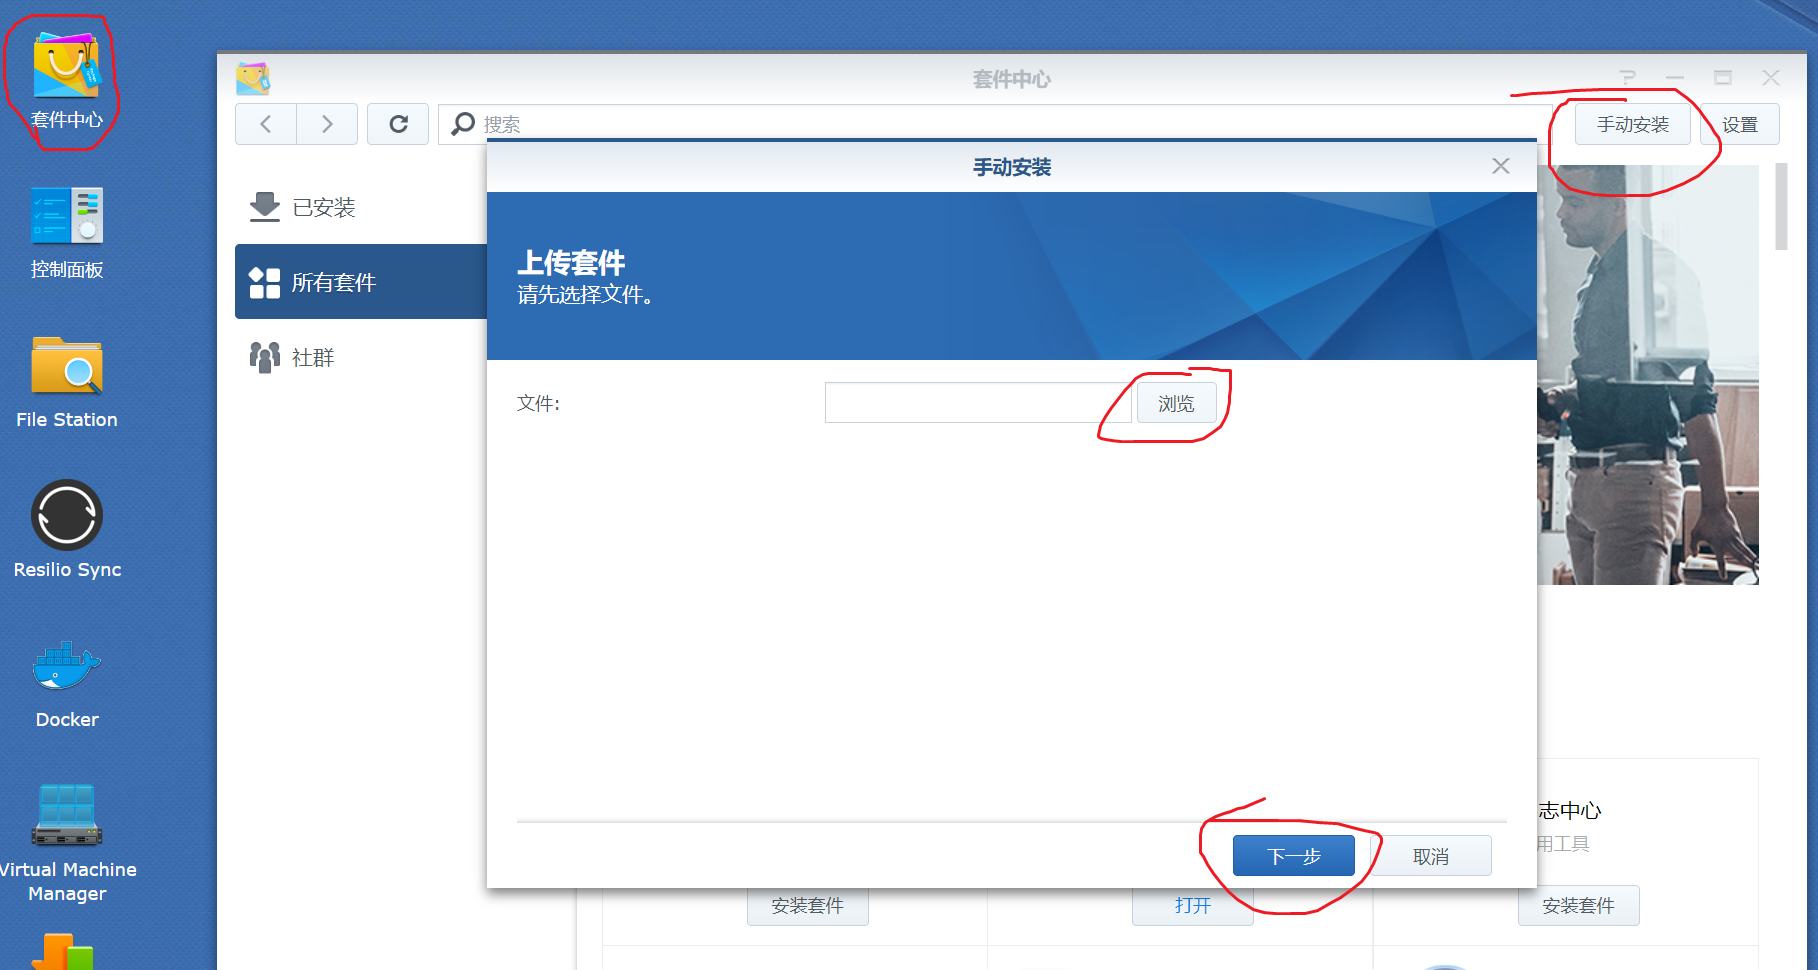 套件中心
控制面板
File Station
Resilio Sync
Docker
Virtual Machine
Manager
套件中心
搜索
手动安装
设置
已安装
所有套件
社群
手动安装
上传套件
请先选择文件。
文件:
浏览
下一步
取消
志中心
用工具
安装套件
打开
安装套件